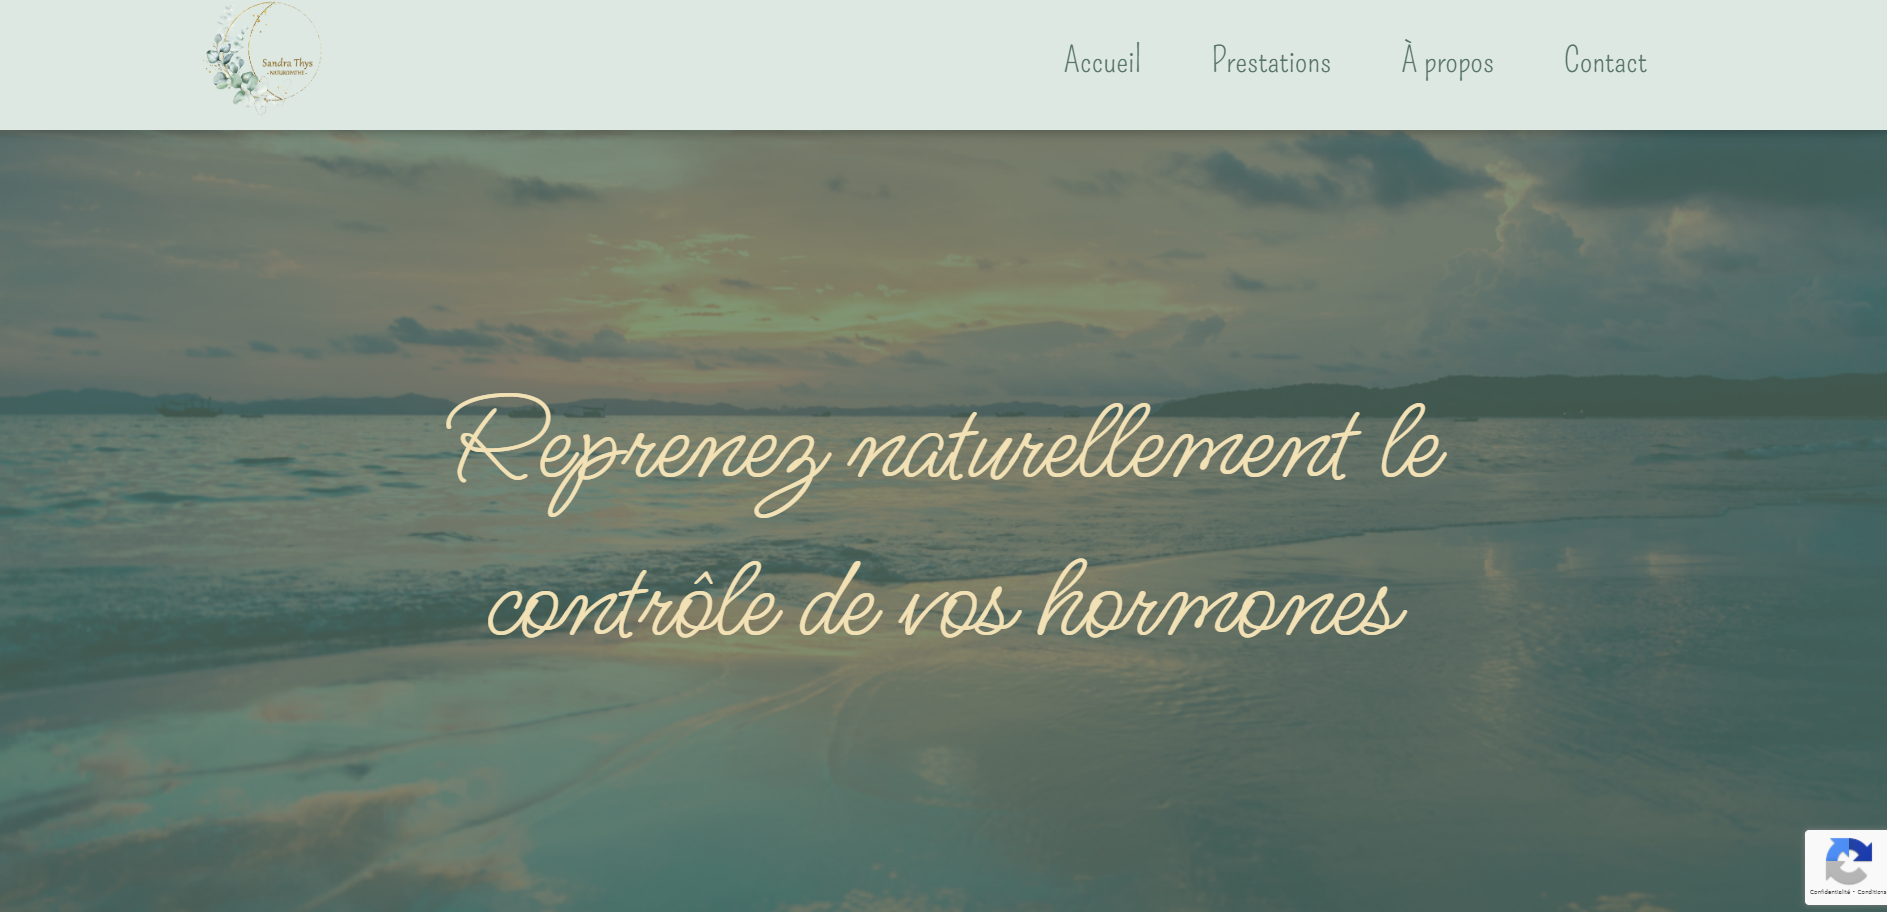 Sandra Thys
- NATUROPATHE -
Accueil Prestations À propos Contact
Reprenez naturellement le
contrôle de vos hormones
Confidentialité - Conditions